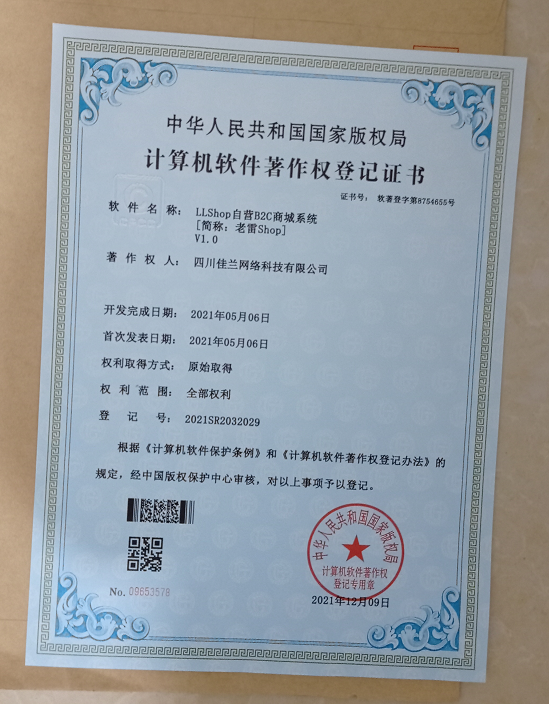 中华人民共和国国家版权局
计算机软件著作权登记证书
证书号： 软著登字第8754655号
软件名称： LLShop自营B2C商城系统
[简称：老雷Shop]
V1.0
著作权人： 四川佳兰网络科技有限公司
开发完成日期： 2021年05月06日
首次发表日期： 2021年05月06日
权利取得方式： 原始取得
权利范围： 全部权利
登记号： 2021SR2032029
根据《计算机软件保护条例》和《计算机软件著作权登记办法》的
规定，经中国版权保护中心审核，对以上事项予以登记。
中华人民共和国国家版权局
计算机软件著作权
登记专用章
No. 09653579
2021年12月09日